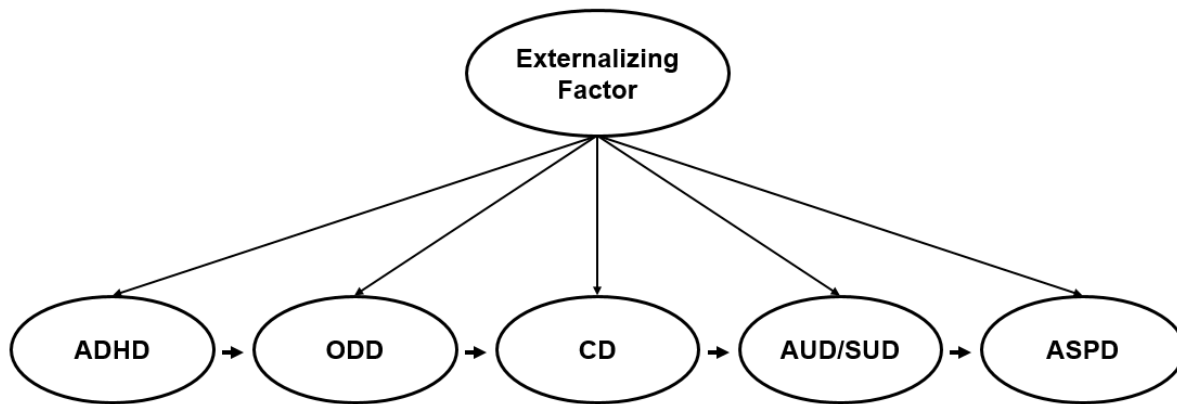 Externalizing
Factor
ADHD
ODD
CD
AUD/SUD
ASPD